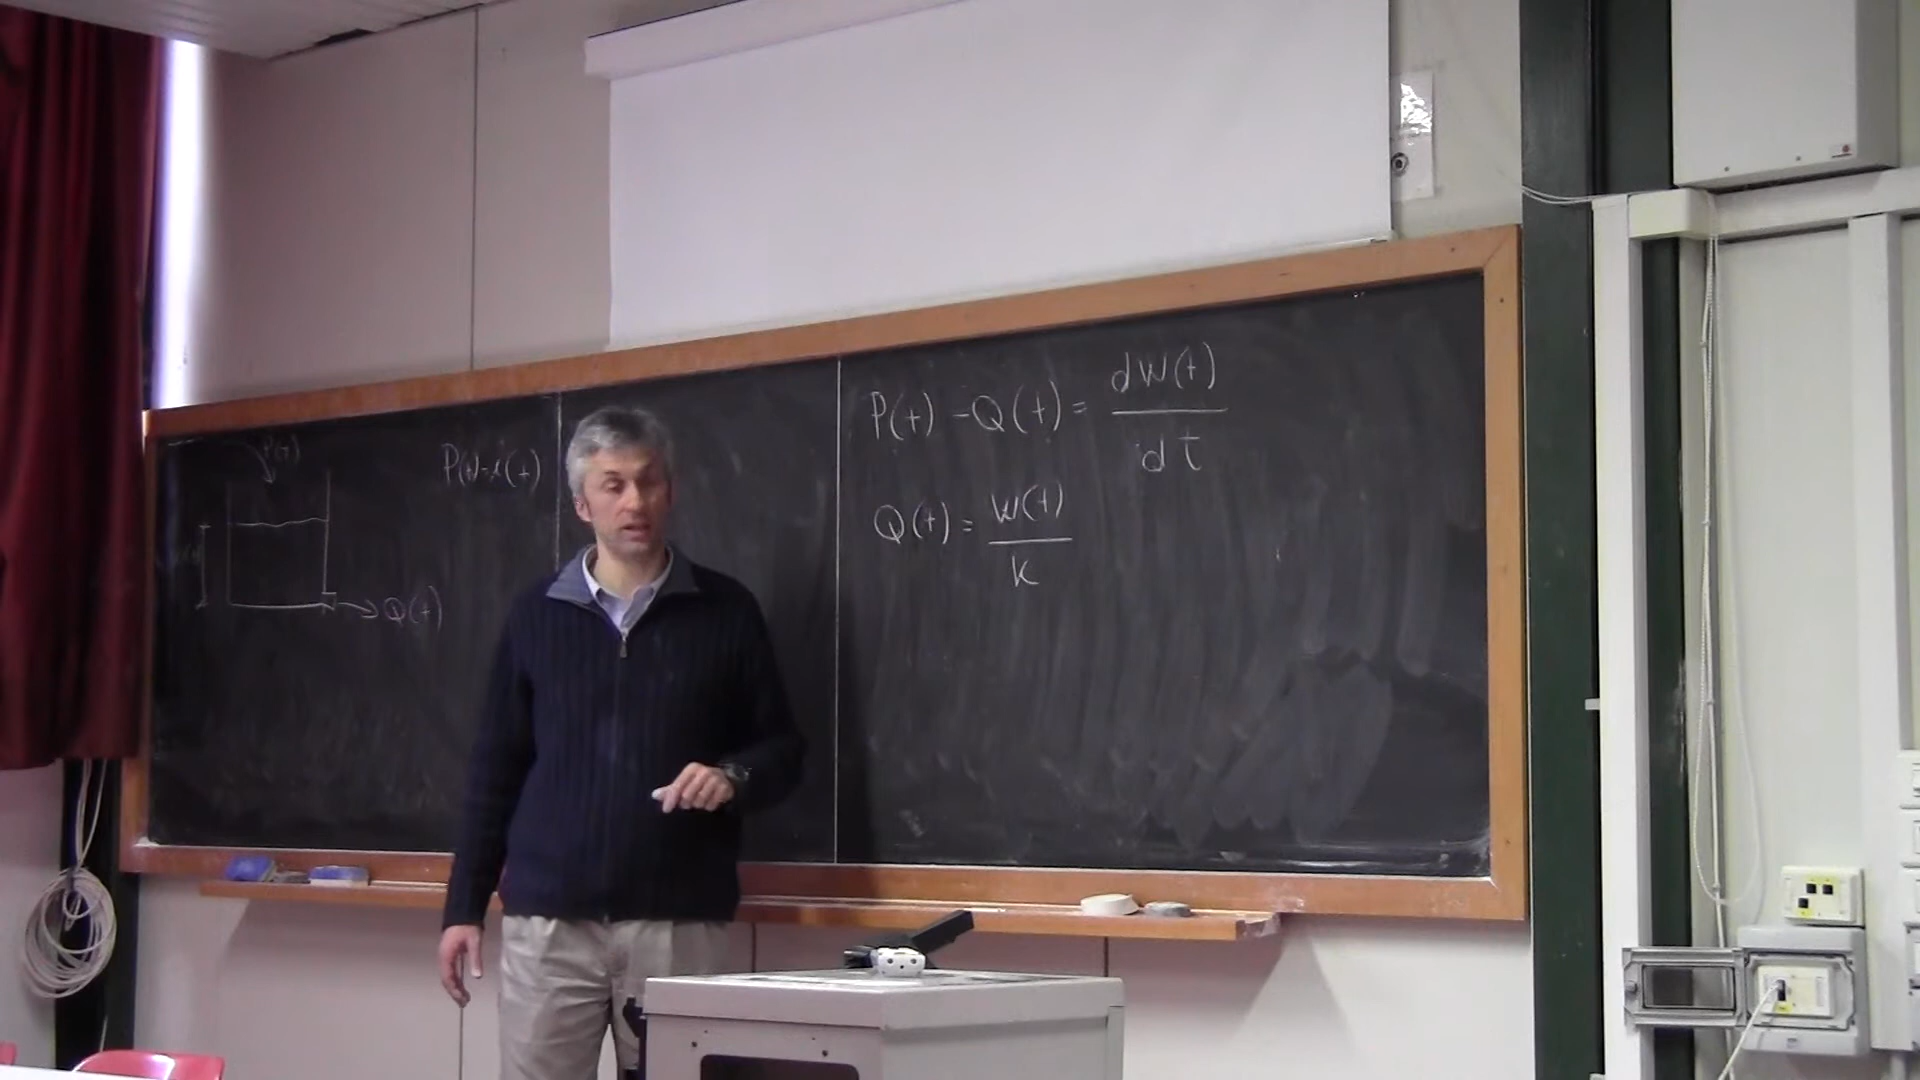 P(t)
Q(t)
P(t)-i(t)
P(t) - Q(t) = dW(t) / dt
Q(t) = W(t) / k